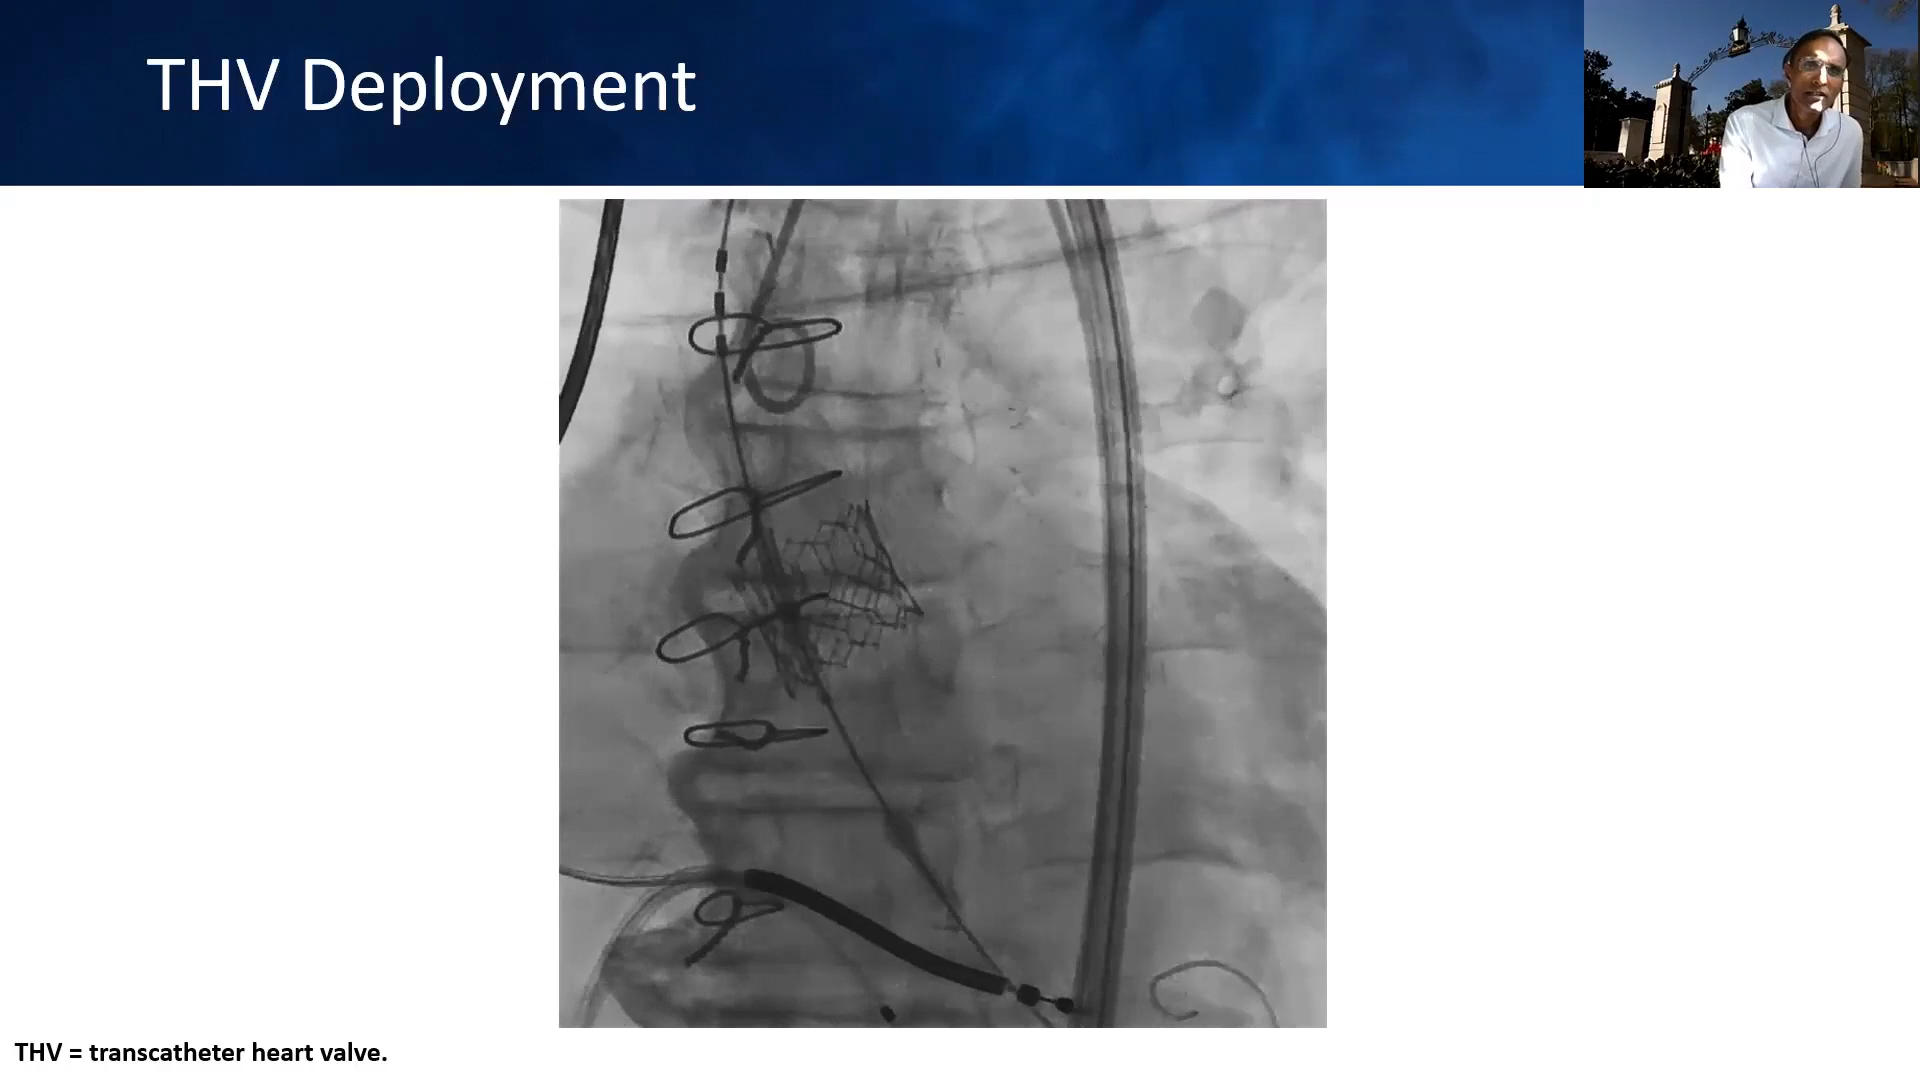 THV Deployment
THV = transcatheter heart valve.